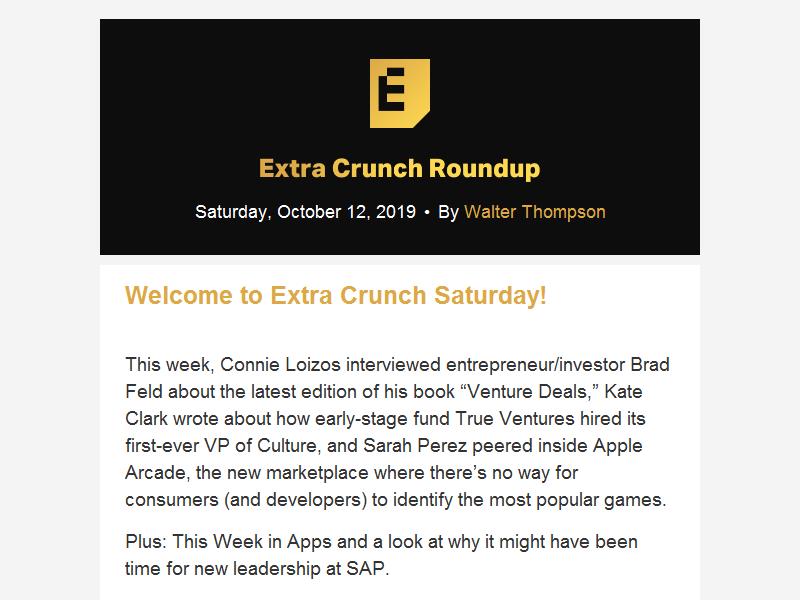 E
Extra Crunch Roundup
Saturday, October 12, 2019 • By Walter Thompson
Welcome to Extra Crunch Saturday!
This week, Connie Loizos interviewed entrepreneur/investor Brad
Feld about the latest edition of his book “Venture Deals,” Kate
Clark wrote about how early-stage fund True Ventures hired its
first-ever VP of Culture, and Sarah Perez peered inside Apple
Arcade, the new marketplace where there’s no way for
consumers (and developers) to identify the most popular games.
Plus: This Week in Apps and a look at why it might have been
time for new leadership at SAP.